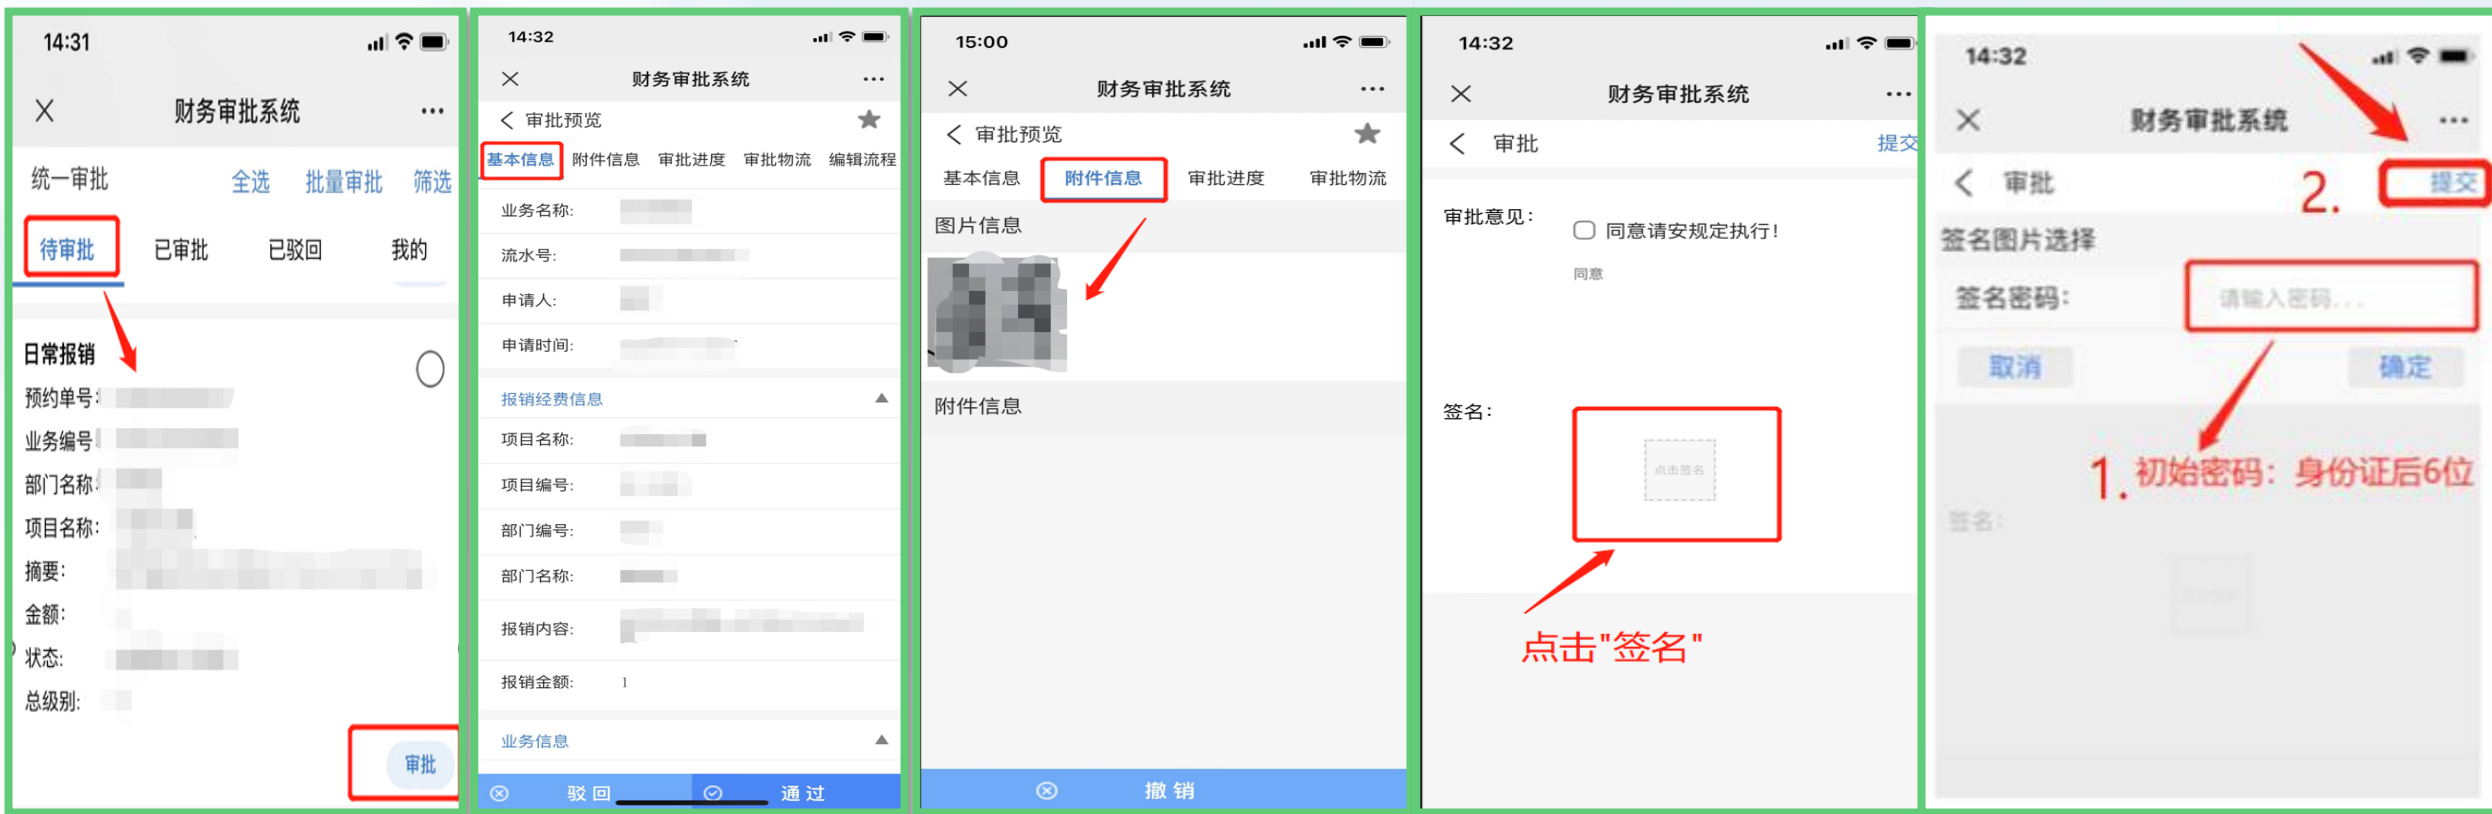 14:31
财务审批系统
统一审批
全选 批量审批 筛选
待审批 已审批 已驳回 我的
日常报销
预约单号:
业务编号
部门名称
项目名称:
摘要:
金额:
状态:
总级别:
审批
14:32
财务审批系统
审批预览
基本信息 附件信息 审批进度 审批物流 编辑流程
业务名称:
流水号:
申请人:
申请时间:
报销经费信息
项目名称:
项目编号:
部门编号:
部门名称:
报销内容:
报销金额: 1
业务信息
驳回 通过
15:00
财务审批系统
审批预览
基本信息 附件信息 审批进度 审批物流
图片信息
附件信息
撤销
14:32
财务审批系统
审批 提交
审批意见: 同意请安规定执行!
同意
签名:
点击签名
点击"签名"
14:32
财务审批系统
审批 2. 提交
签名图片选择
签名密码: 请输入密码...
取消 确定
1. 初始密码: 身份证后6位
签名: